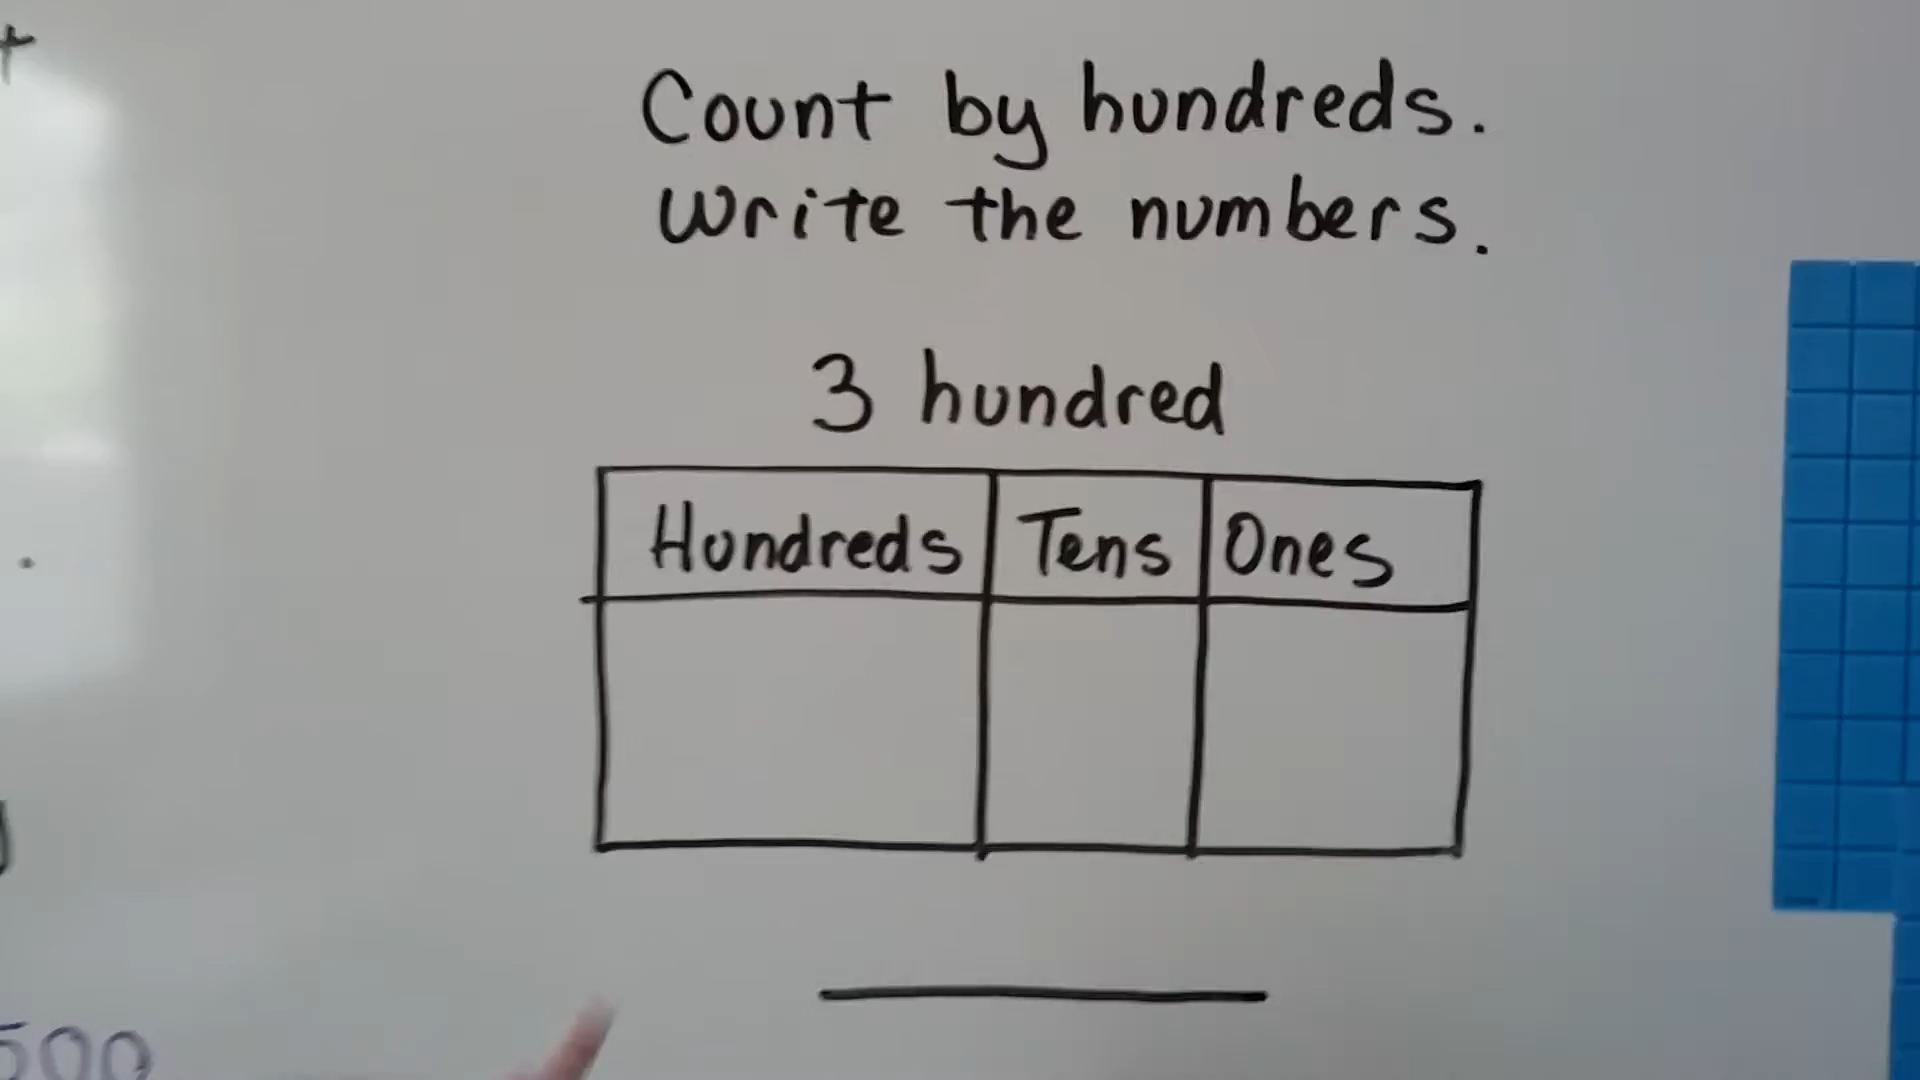 Count by hundreds.
Write the numbers.
3 hundred
Hundreds Tens Ones
500